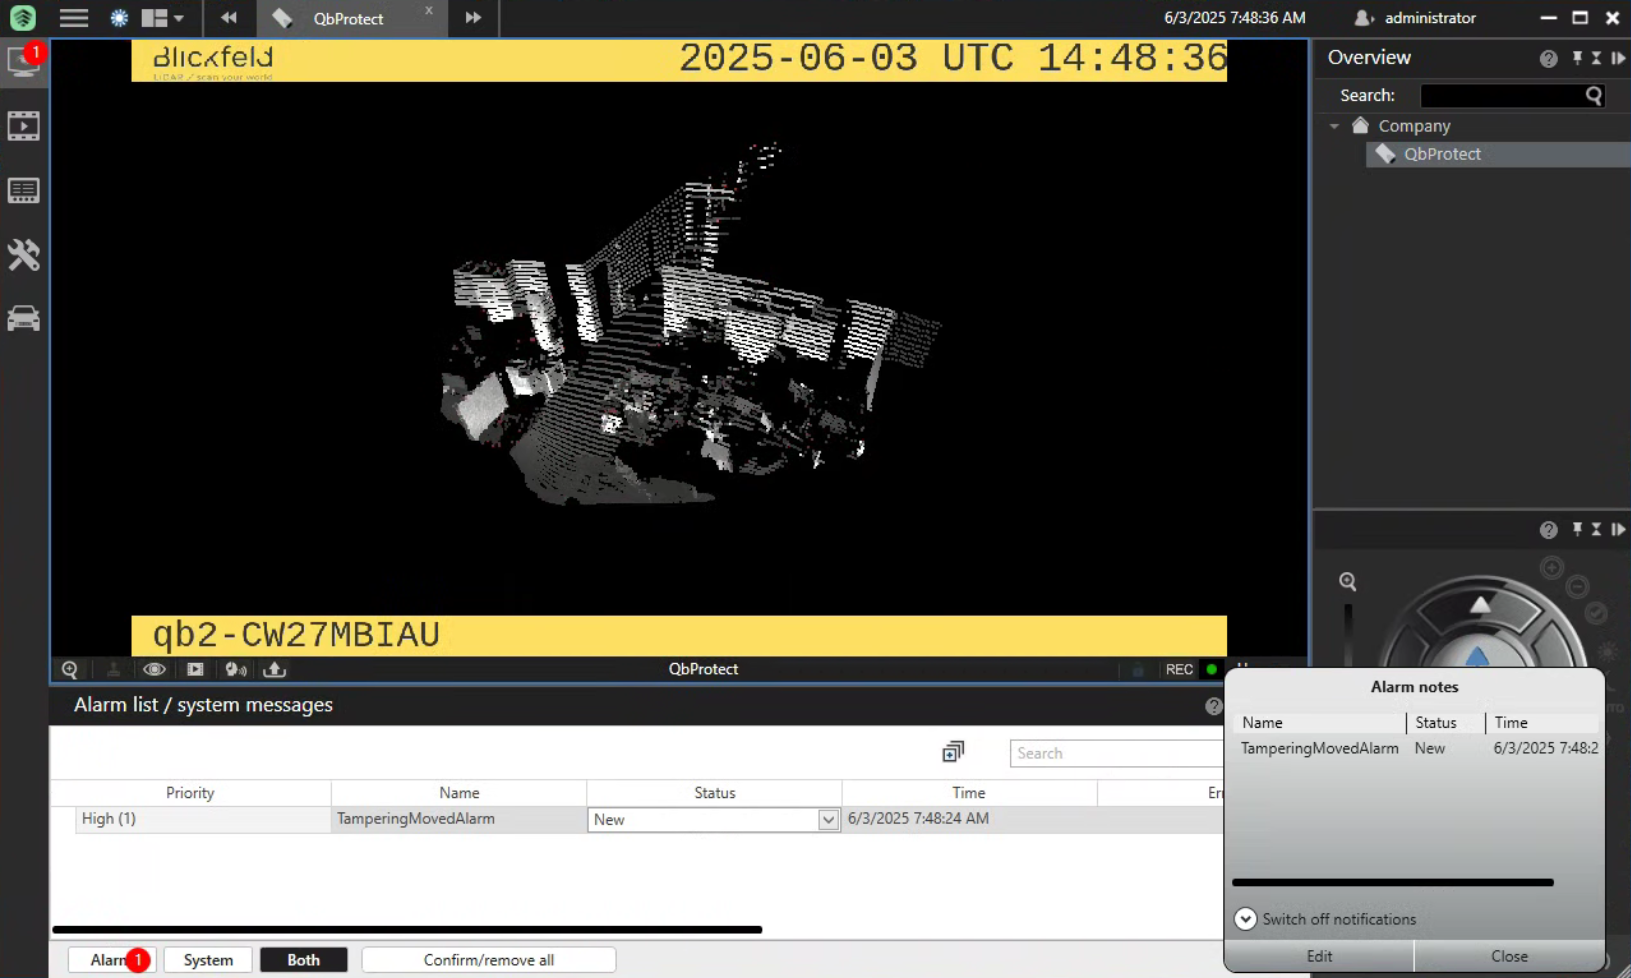 QbProtect
x
6/3/2025 7:48:36 AM
administrator
1
Blickfeld
LiDAR / scan your world
2025-06-03 UTC 14:48:36
Overview
Search:
Company
QbProtect
qb2-CW27MBIAU
QbProtect
REC
Alarm list / system messages
Search
Priority
Name
Status
Time
High (1)
TamperingMovedAlarm
New
6/3/2025 7:48:24 AM
Alarm notes
Name
Status
Time
TamperingMovedAlarm
New
6/3/2025 7:48:2
Switch off notifications
Edit
Close
Alarm
1
System
Both
Confirm/remove all